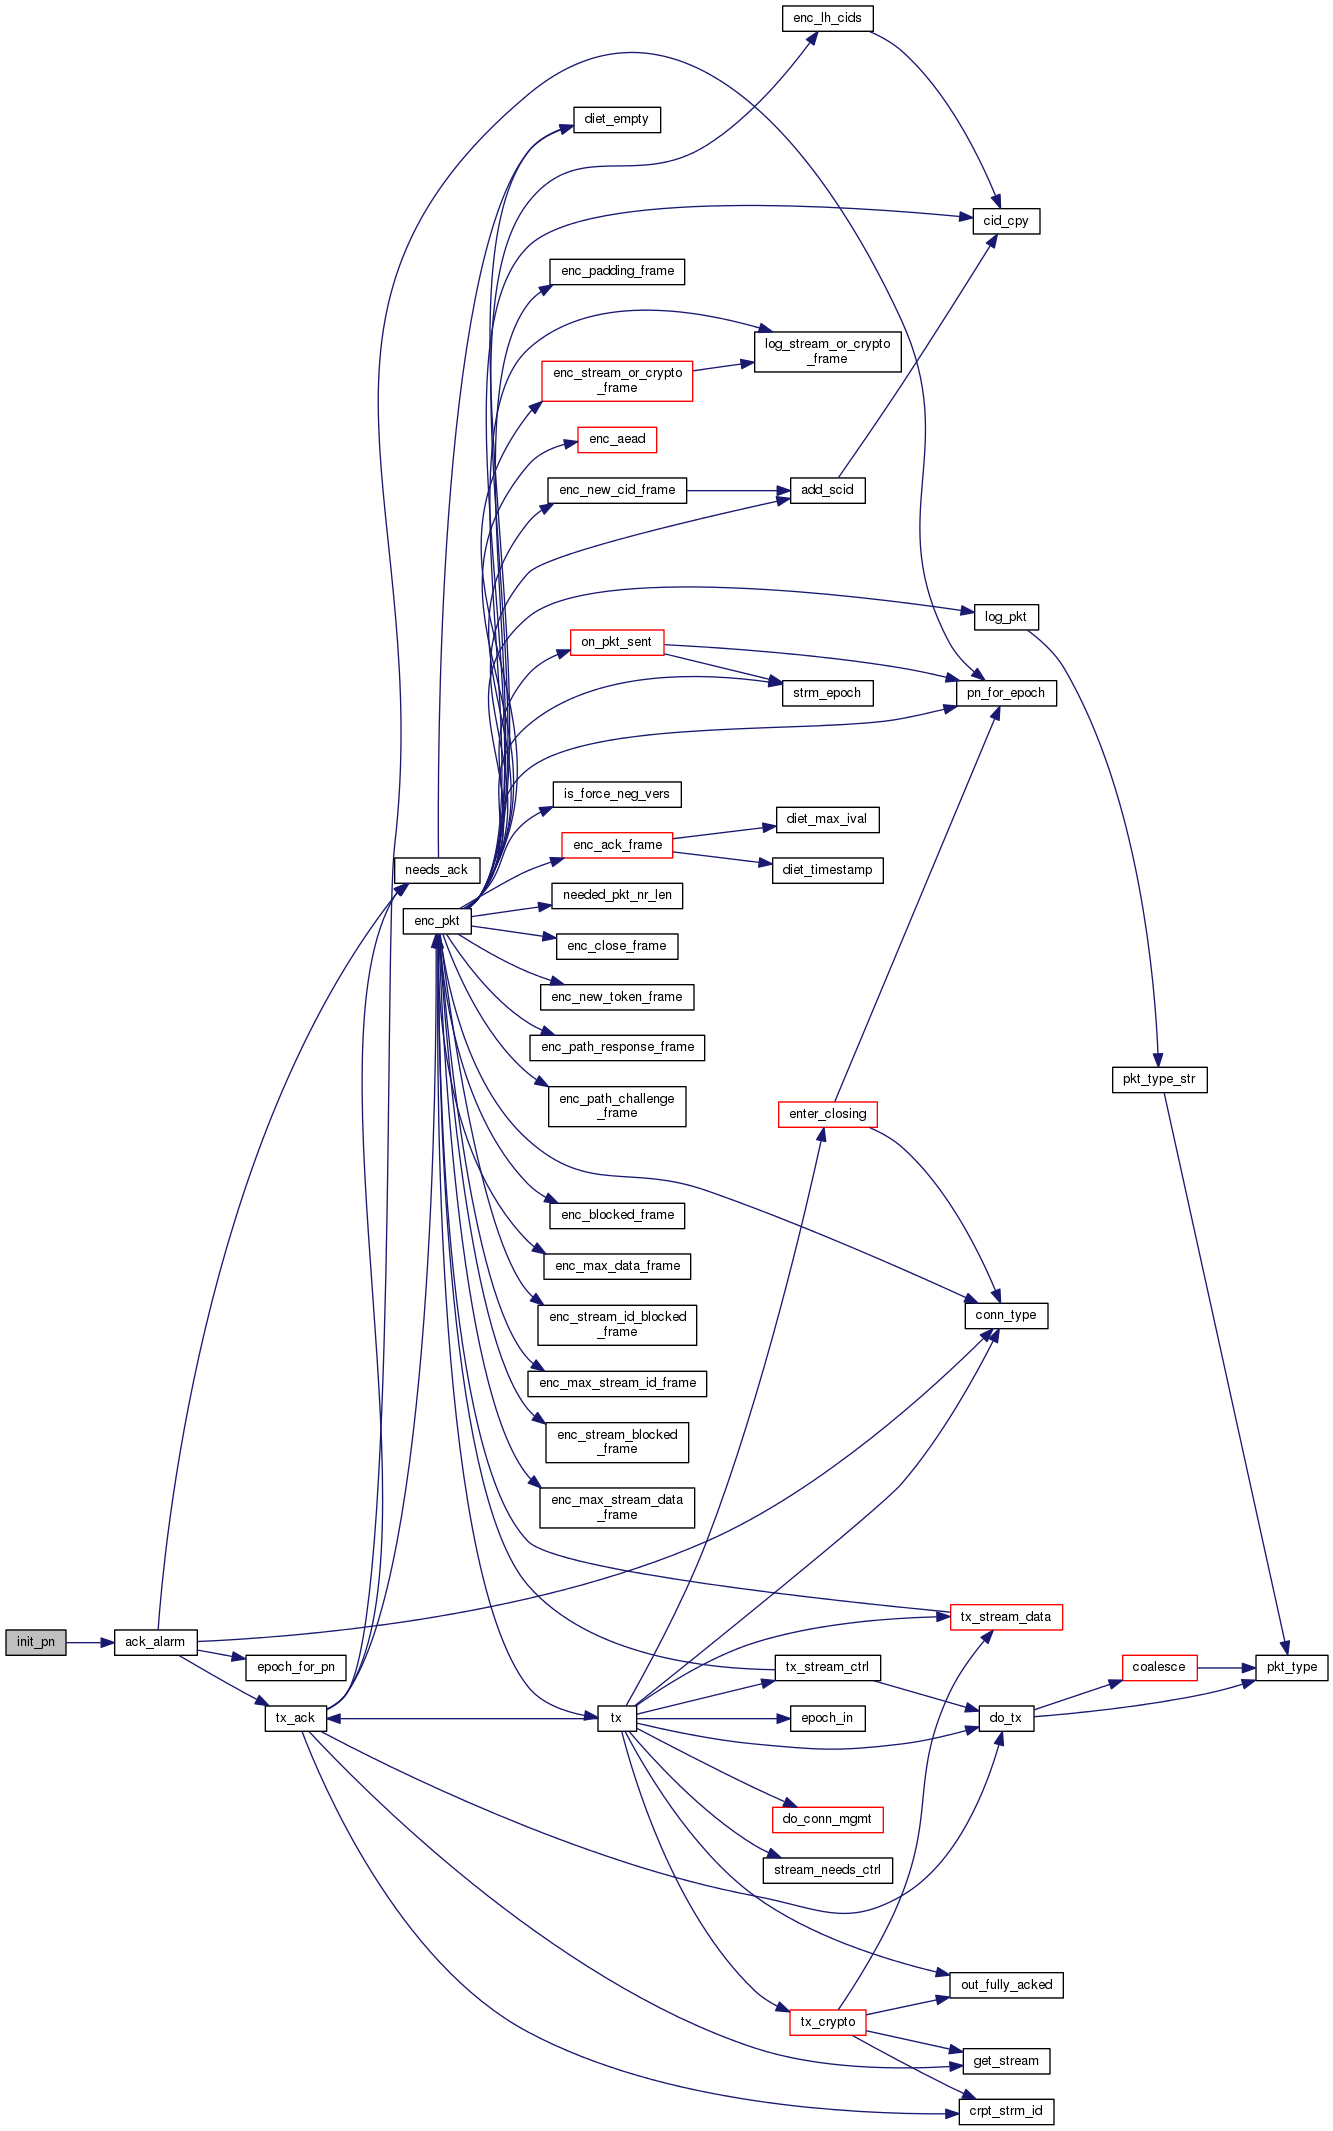 enc_lh_cids
diet_empty
cid_cpy
enc_padding_frame
log_stream_or_crypto
_frame
enc_stream_or_crypto
_frame
enc_aead
enc_new_cid_frame
add_scid
log_pkt
on_pkt_sent
strm_epoch
pn_for_epoch
is_force_neg_vers
diet_max_ival
enc_ack_frame
diet_timestamp
needs_ack
needed_pkt_nr_len
enc_pkt
enc_close_frame
enc_new_token_frame
enc_path_response_frame
pkt_type_str
enc_path_challenge
_frame
enter_closing
enc_blocked_frame
enc_max_data_frame
enc_stream_id_blocked
_frame
conn_type
enc_max_stream_id_frame
enc_stream_blocked
_frame
enc_max_stream_data
_frame
tx_stream_data
init_pn
ack_alarm
epoch_for_pn
tx_stream_ctrl
coalesce
pkt_type
tx_ack
tx
epoch_in
do_tx
do_conn_mgmt
stream_needs_ctrl
out_fully_acked
tx_crypto
get_stream
crpt_strm_id